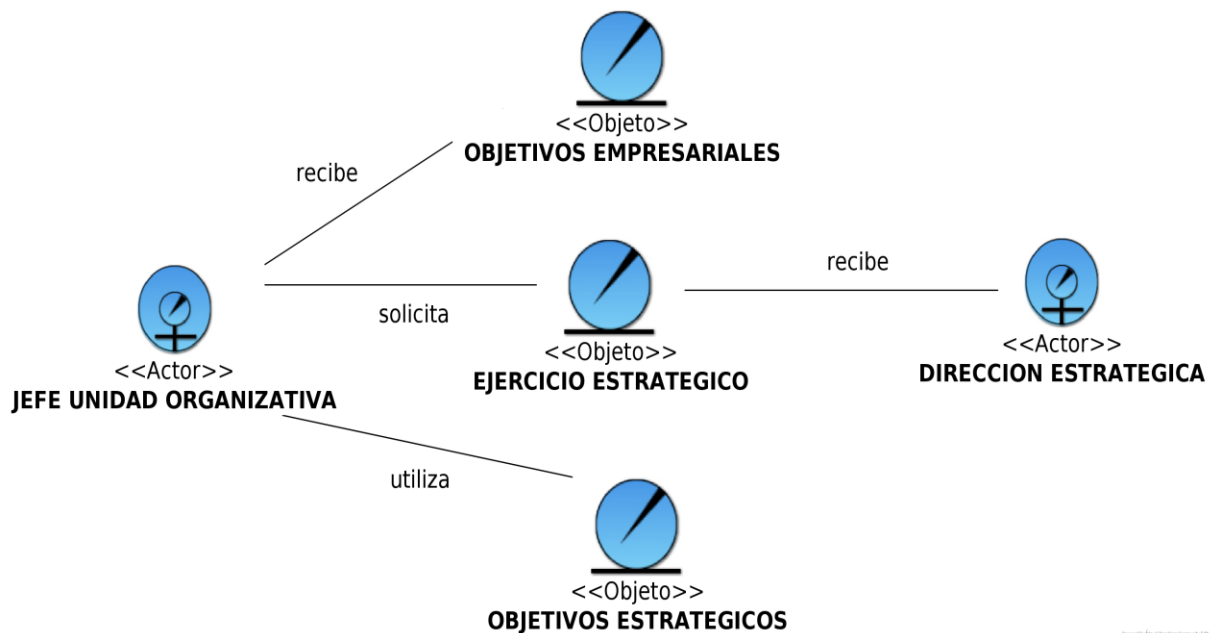 <<Objeto>>
OBJETIVOS EMPRESARIALES
recibe
<<Actor>>
JEFE UNIDAD ORGANIZATIVA
solicita
<<Objeto>>
EJERCICIO ESTRATEGICO
recibe
<<Actor>>
DIRECCION ESTRATEGICA
utiliza
<<Objeto>>
OBJETIVOS ESTRATEGICOS